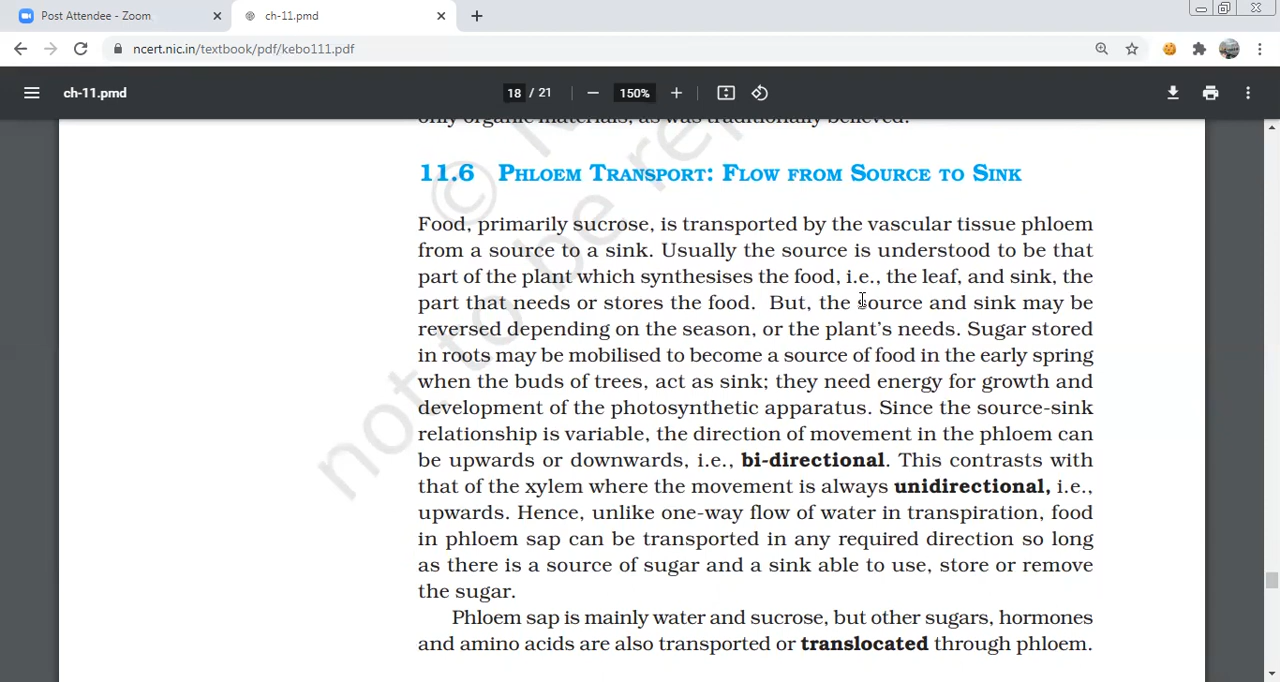 Post Attendee - Zoom
ch-11.pmd
ncert.nic.in/textbook/pdf/kebo111.pdf
ch-11.pmd
18 / 21
150%
only organic materials, as was traditionally believed.
11.6 PHLOEM TRANSPORT: FLOW FROM SOURCE TO SINK
Food, primarily sucrose, is transported by the vascular tissue phloem
from a source to a sink. Usually the source is understood to be that
part of the plant which synthesises the food, i.e., the leaf, and sink, the
part that needs or stores the food. But, the source and sink may be
reversed depending on the season, or the plant's needs. Sugar stored
in roots may be mobilised to become a source of food in the early spring
when the buds of trees, act as sink; they need energy for growth and
development of the photosynthetic apparatus. Since the source-sink
relationship is variable, the direction of movement in the phloem can
be upwards or downwards, i.e., bi-directional. This contrasts with
that of the xylem where the movement is always unidirectional, i.e.,
upwards. Hence, unlike one-way flow of water in transpiration, food
in phloem sap can be transported in any required direction so long
as there is a source of sugar and a sink able to use, store or remove
the sugar.
Phloem sap is mainly water and sucrose, but other sugars, hormones
and amino acids are also transported or translocated through phloem.
©
not to be re